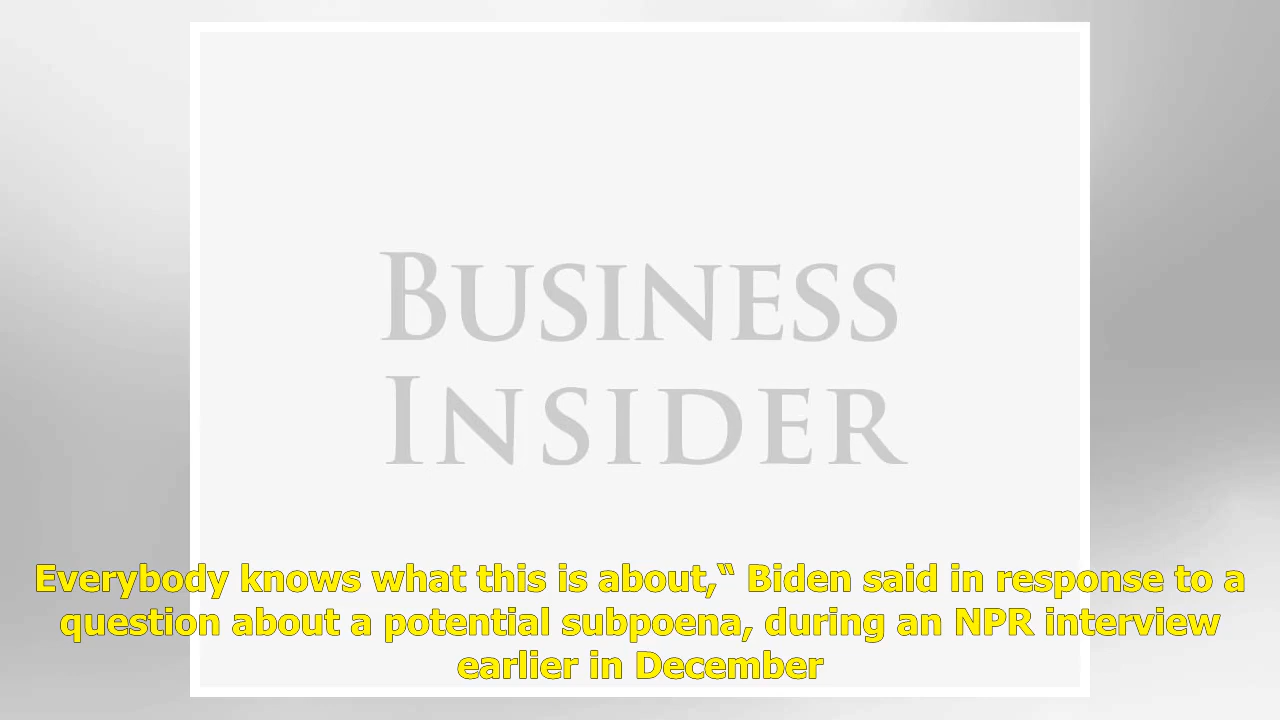 BUSINESS
INSIDER
Everybody knows what this is about,“ Biden said in response to a
question about a potential subpoena, during an NPR interview
earlier in December